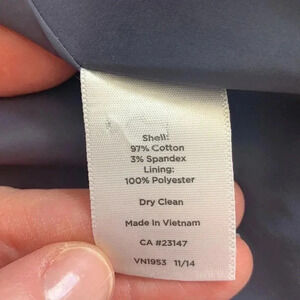 Shell:
97% Cotton
3% Spandex
Lining:
100% Polyester
Dry Clean
Made In Vietnam
CA #23147
VN1953 11/14